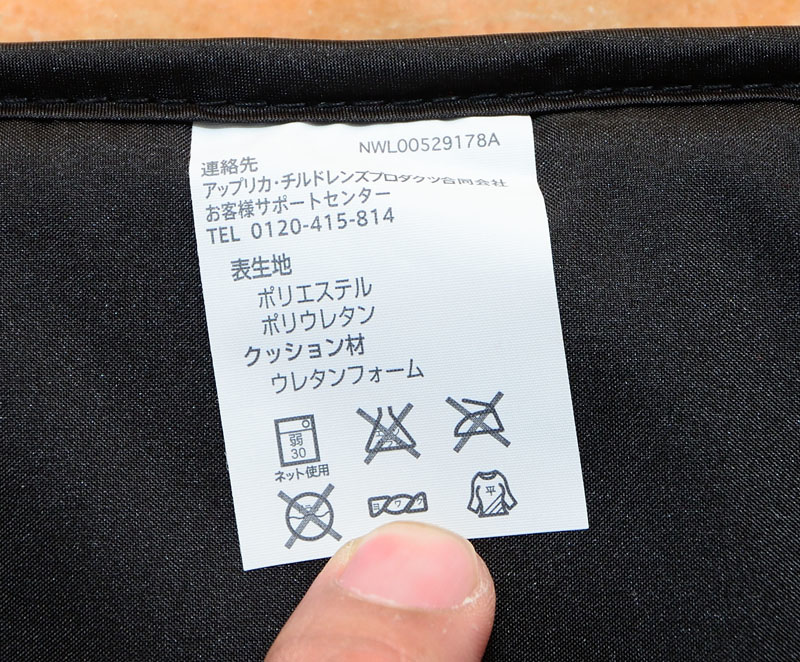 NWL00529178A
連絡先
アップリカ・チルドレンズプロダクツ合同会社
お客様サポートセンター
TEL 0120-415-814
表生地
ポリエステル
ポリウレタン
クッション材
ウレタンフォーム
弱
30
ネット使用
ヨワク
平